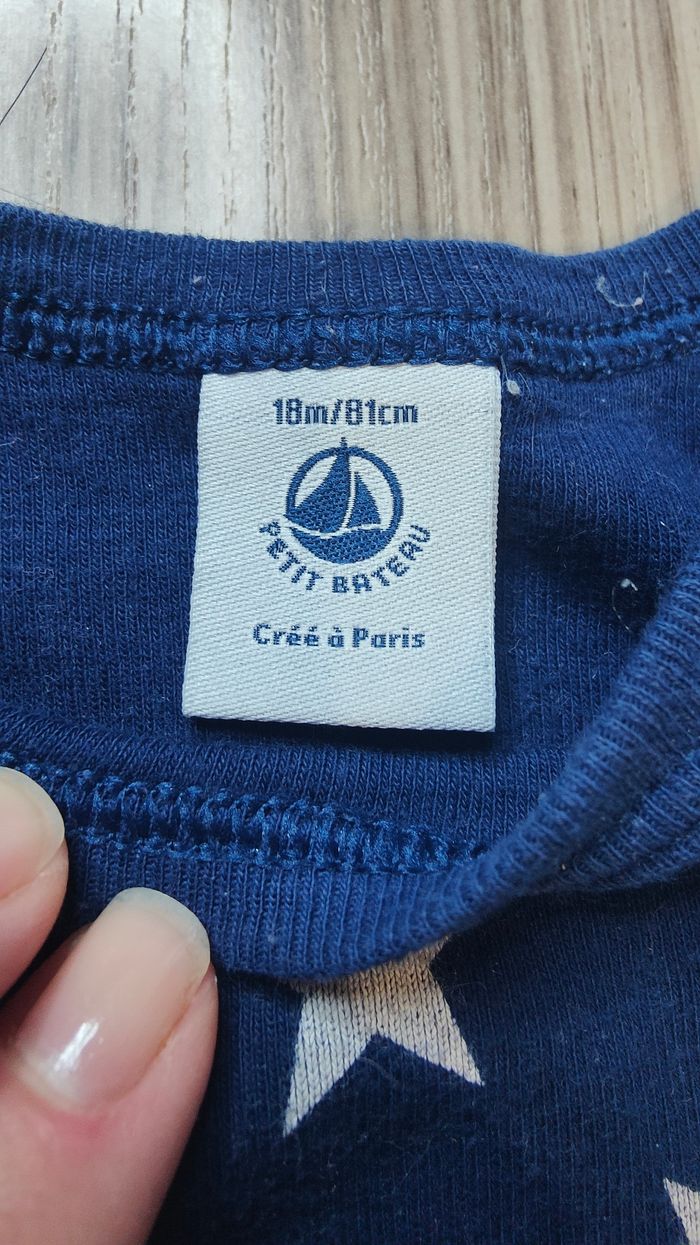 18m/81cm
PETIT BATEAU
Créé à Paris